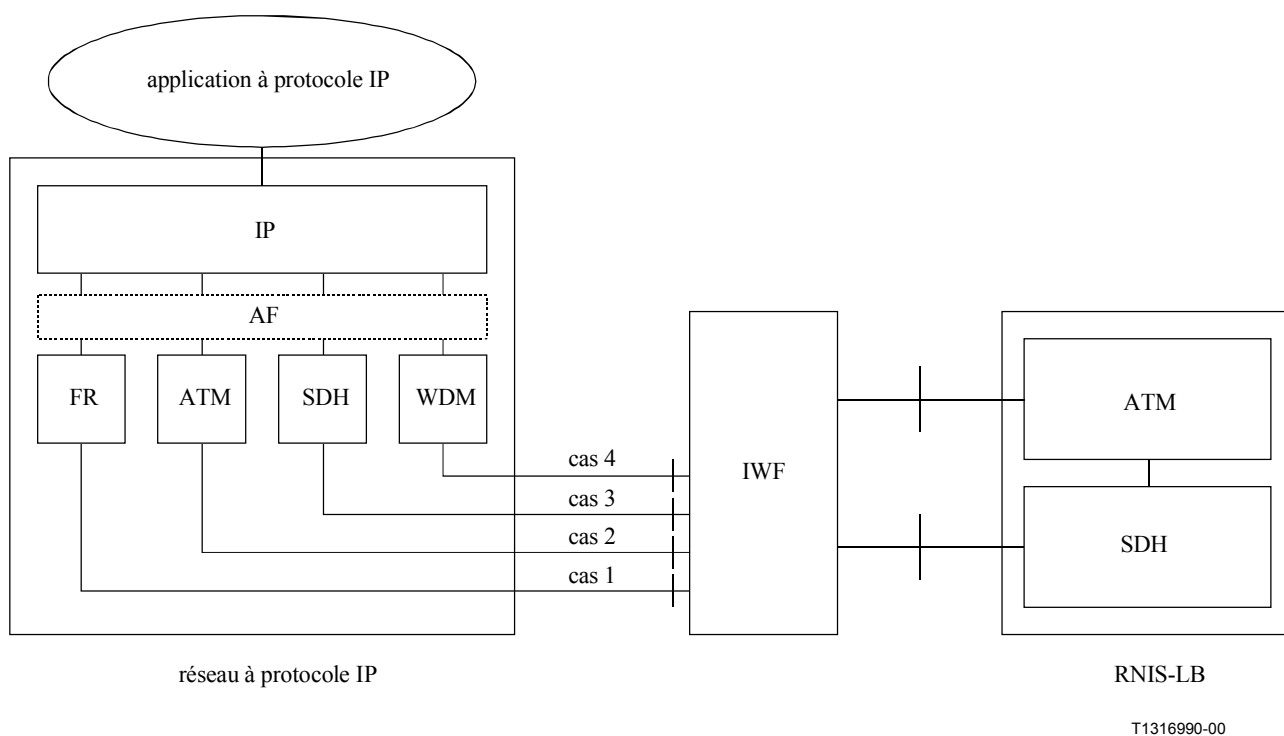 application à protocole IP
IP
AF
FR
ATM
SDH
WDM
cas 4
cas 3
cas 2
cas 1
IWF
ATM
SDH
réseau à protocole IP
RNIS-LB
T1316990-00